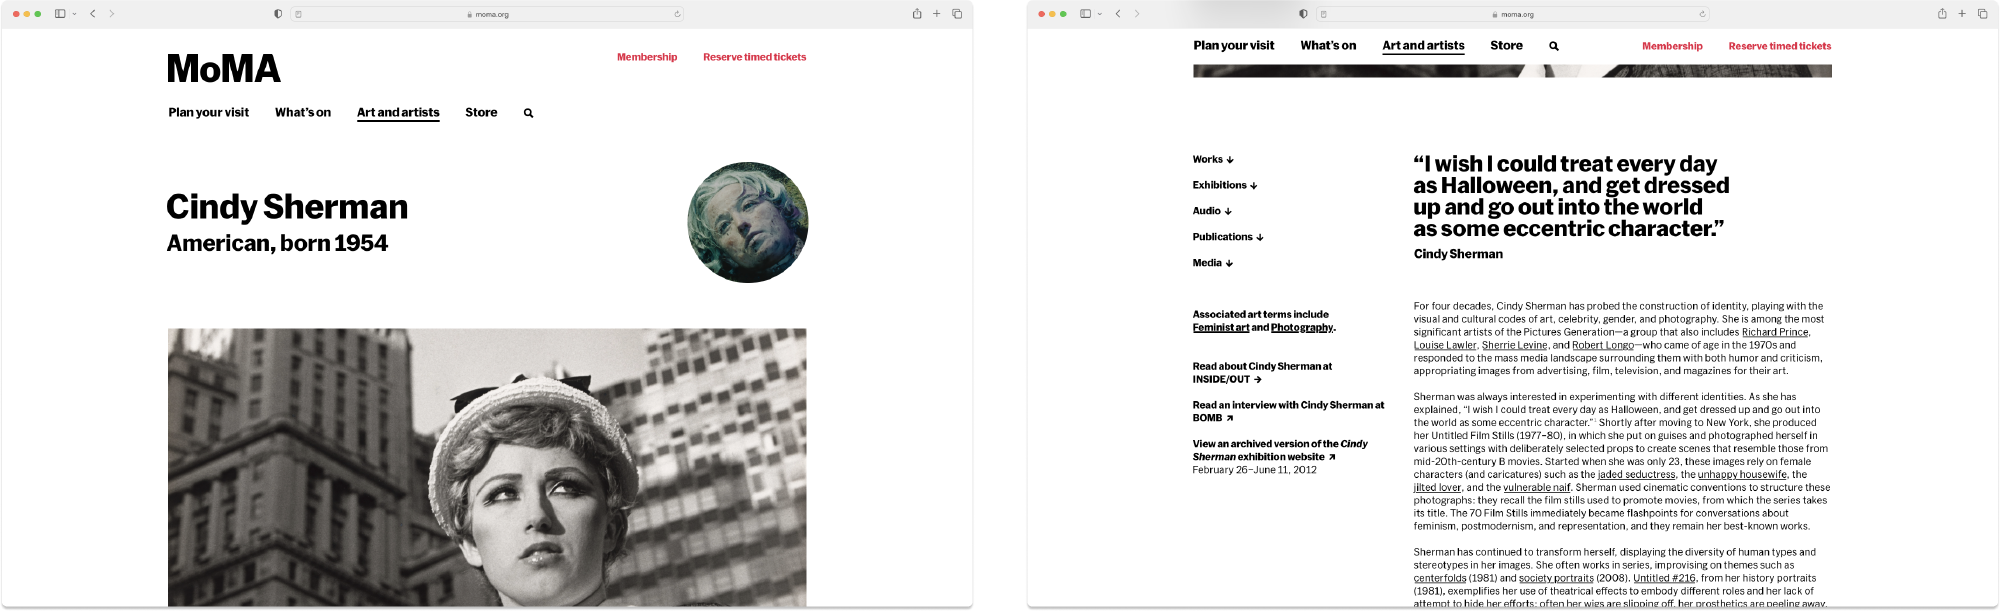 moma.org
MoMA
Membership
Reserve timed tickets
Plan your visit
What's on
Art and artists
Store
Cindy Sherman
American, born 1954
moma.org
Plan your visit
What's on
Art and artists
Store
Membership
Reserve timed tickets
Works ↓
Exhibitions ↓
Audio ↓
Publications ↓
Media ↓
Associated art terms include
Feminist art and Photography.
Read about Cindy Sherman at
INSIDE/OUT →
Read an interview with Cindy Sherman at
BOMB ↗
View an archived version of the Cindy
Sherman exhibition website ↗
February 26–June 11, 2012
“I wish I could treat every day
as Halloween, and get dressed
up and go out into the world
as some eccentric character.”
Cindy Sherman
For four decades, Cindy Sherman has probed the construction of identity, playing with the
visual and cultural codes of art, celebrity, gender, and photography. She is among the most
significant artists of the Pictures Generation—a group that also includes Richard Prince,
Louise Lawler, Sherrie Levine, and Robert Longo—who came of age in the 1970s and
responded to the mass media landscape surrounding them with both humor and criticism,
appropriating images from advertising, film, television, and magazines for their art.
Sherman was always interested in experimenting with different identities. As she has
explained, “I wish I could treat every day as Halloween, and get dressed up and go out into
the world as some eccentric character.”¹ Shortly after moving to New York, she produced
her Untitled Film Stills (1977–80), in which she put on guises and photographed herself in
various settings with deliberately selected props to create scenes that resemble those from
mid-20th-century B movies. Started when she was only 23, these images rely on female
characters (and caricatures) such as the jaded seductress, the unhappy housewife, the
jilted lover, and the vulnerable naif. Sherman used cinematic conventions to structure these
photographs: they recall the film stills used to promote movies, from which the series takes
its title. The 70 Film Stills immediately became flashpoints for conversations about
feminism, postmodernism, and representation, and they remain her best-known works.
Sherman has continued to transform herself, displaying the diversity of human types and
stereotypes in her images. She often works in series, improvising on themes such as
centerfolds (1981) and society portraits (2008). Untitled #216, from her history portraits
(1981), exemplifies her use of theatrical effects to embody different roles and her lack of
attempt to hide her efforts: often her wigs are slipping off, her prosthetics are peeling away,